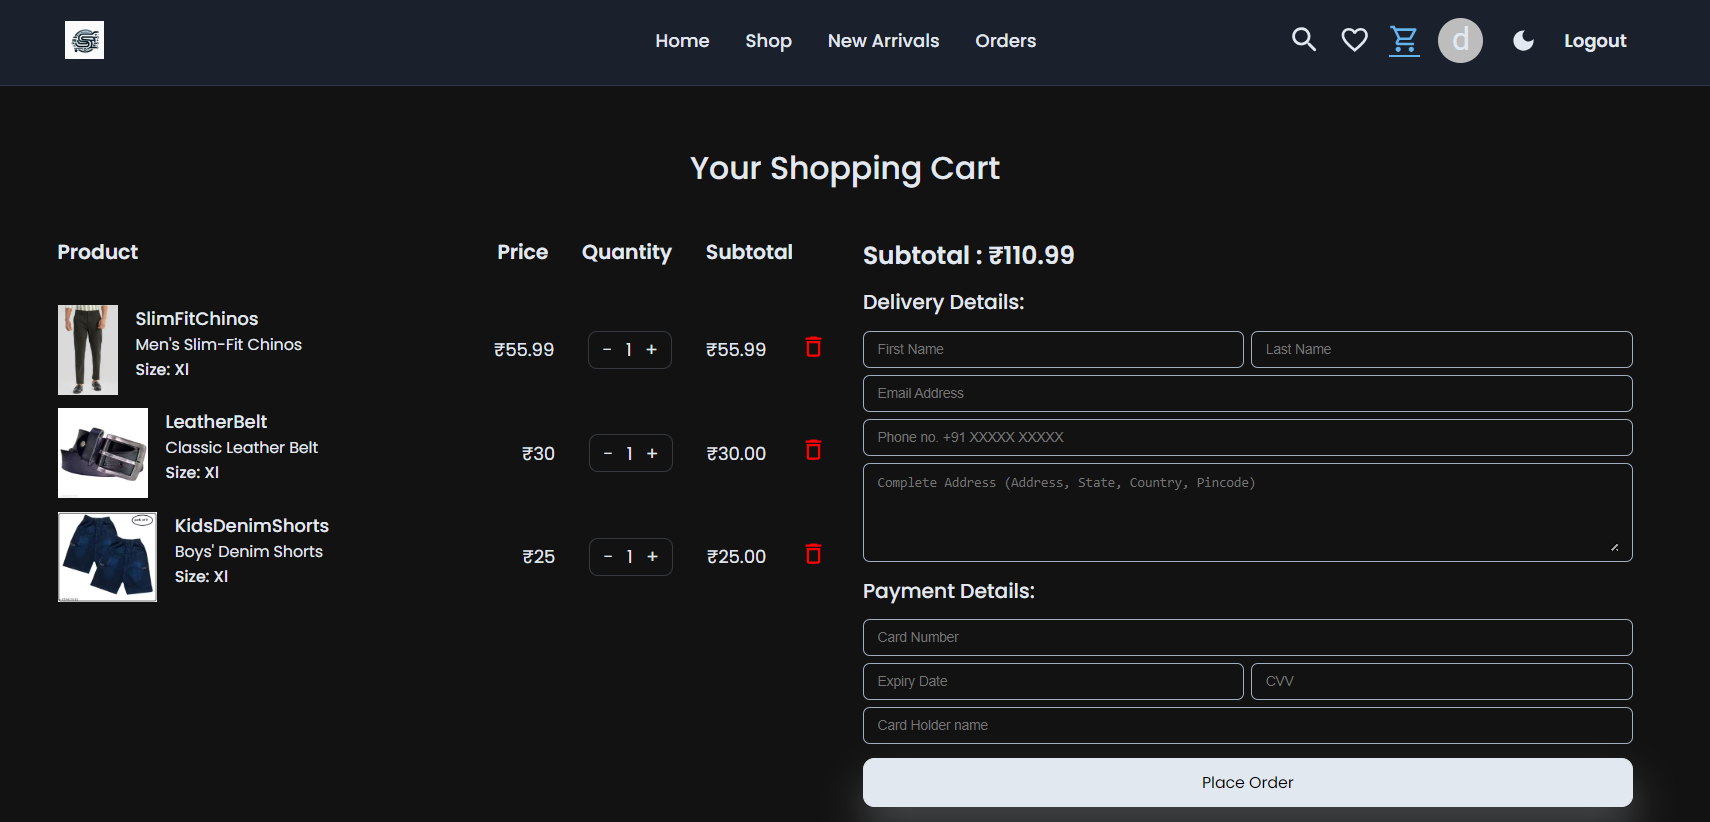 Home Shop New Arrivals Orders d Logout
Your Shopping Cart
Product Price Quantity Subtotal
SlimFitChinos
Men's Slim-Fit Chinos
Size: Xl
₹55.99 - 1 + ₹55.99
LeatherBelt
Classic Leather Belt
Size: Xl
₹30 - 1 + ₹30.00
KidsDenimShorts
Boys' Denim Shorts
Size: Xl
₹25 - 1 + ₹25.00
Subtotal : ₹110.99
Delivery Details:
First Name Last Name
Email Address
Phone no. +91 XXXXX XXXXX
Complete Address (Address, State, Country, Pincode)
Payment Details:
Card Number
Expiry Date CVV
Card Holder name
Place Order